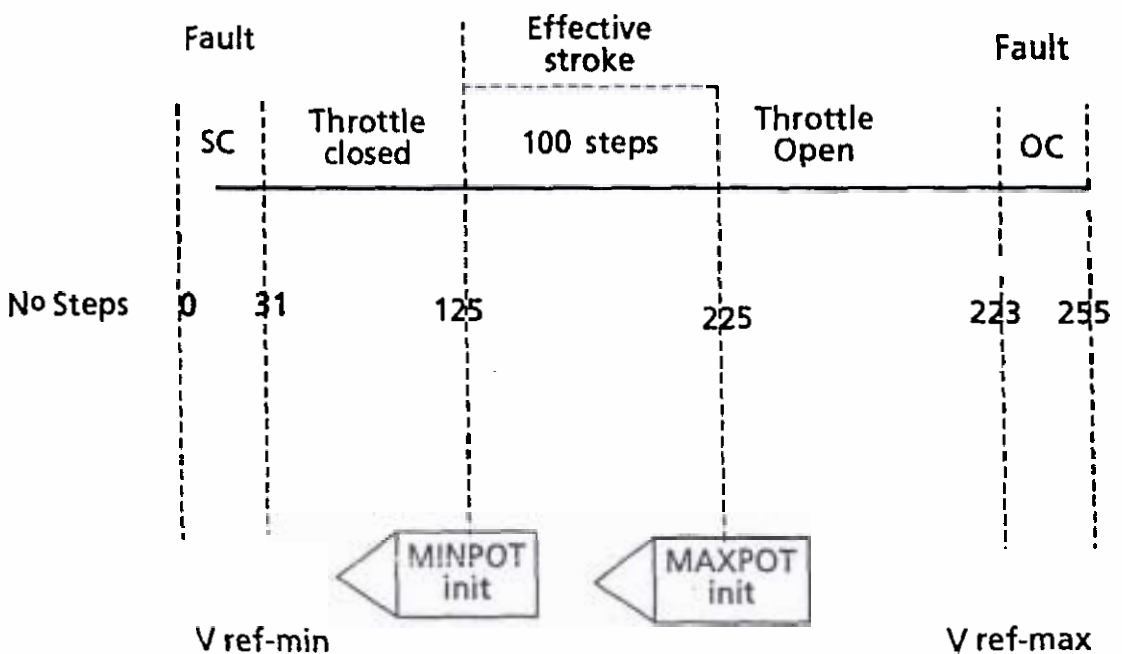 Fault
Effective
stroke
Fault
SC
Throttle
closed
100 steps
Throttle
Open
OC
No Steps
0
31
125
225
223
255
MINPOT
init
MAXPOT
init
V ref-min
V ref-max